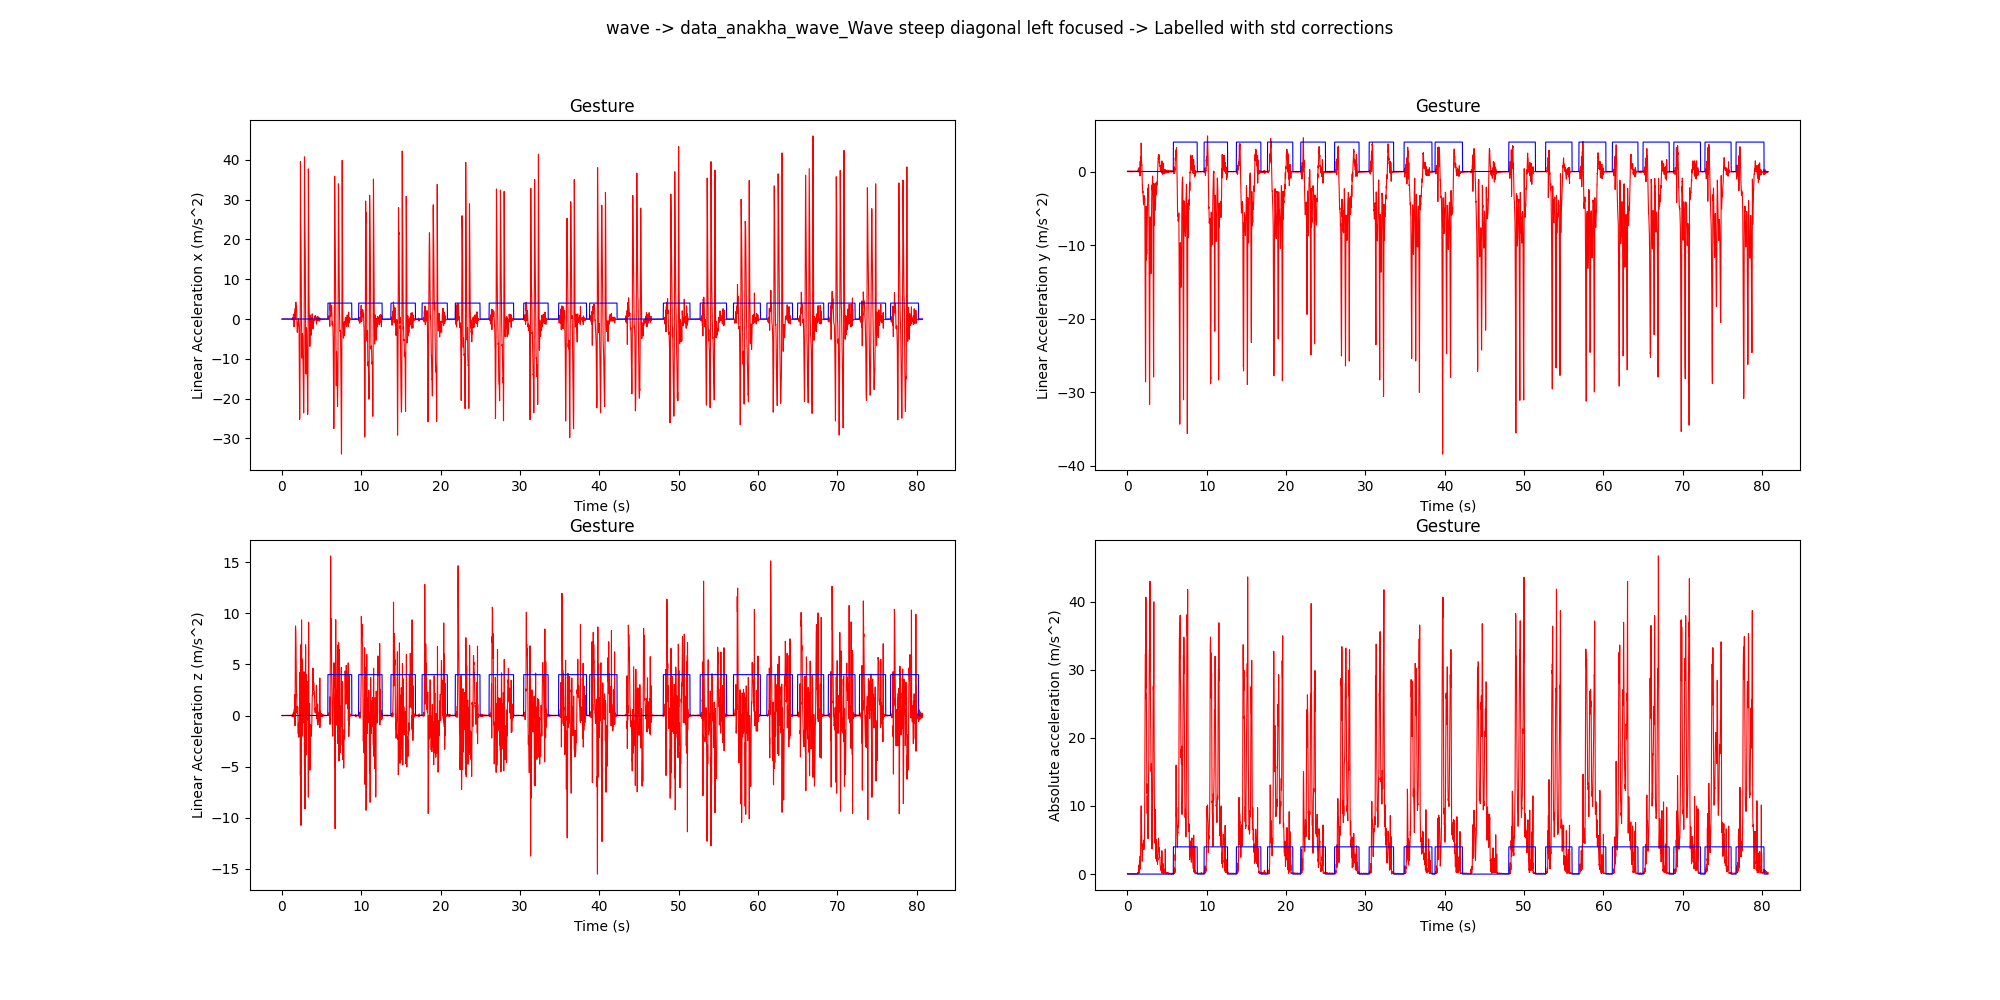 wave -> data_anakha_wave_Wave steep diagonal left focused -> Labelled with std corrections
Gesture
Linear Acceleration x (m/s^2)
40
30
20
10
0
−10
−20
−30
0 10 20 30 40 50 60 70 80
Time (s)
Gesture
Linear Acceleration y (m/s^2)
0
−10
−20
−30
−40
0 10 20 30 40 50 60 70 80
Time (s)
Gesture
Linear Acceleration z (m/s^2)
15
10
5
0
−5
−10
−15
0 10 20 30 40 50 60 70 80
Time (s)
Gesture
Absolute acceleration (m/s^2)
40
30
20
10
0
0 10 20 30 40 50 60 70 80
Time (s)